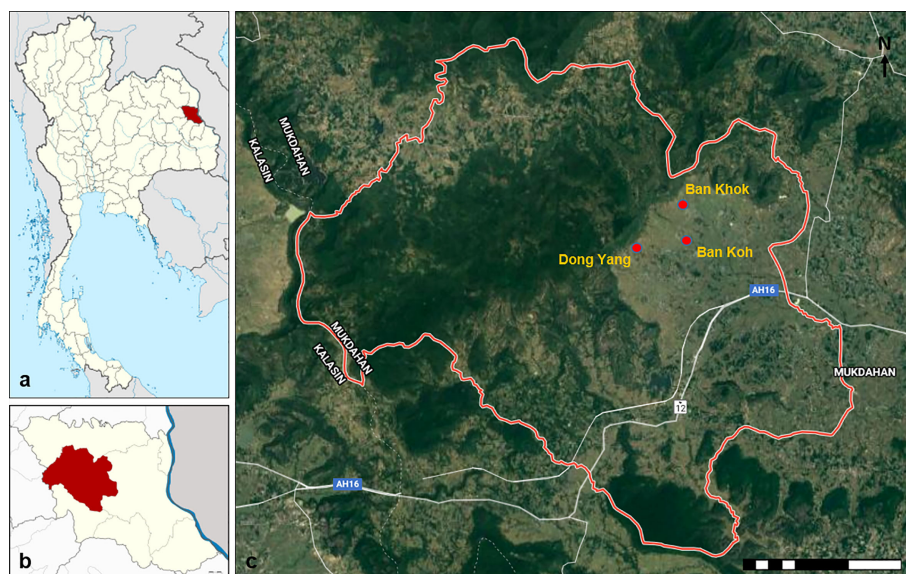 a
b
c
N
MUKDAHAN
KALASIN
Ban Khok
Ban Koh
Dong Yang
AH16
MUKDAHAN
KALASIN
MUKDAHAN
12
AH16